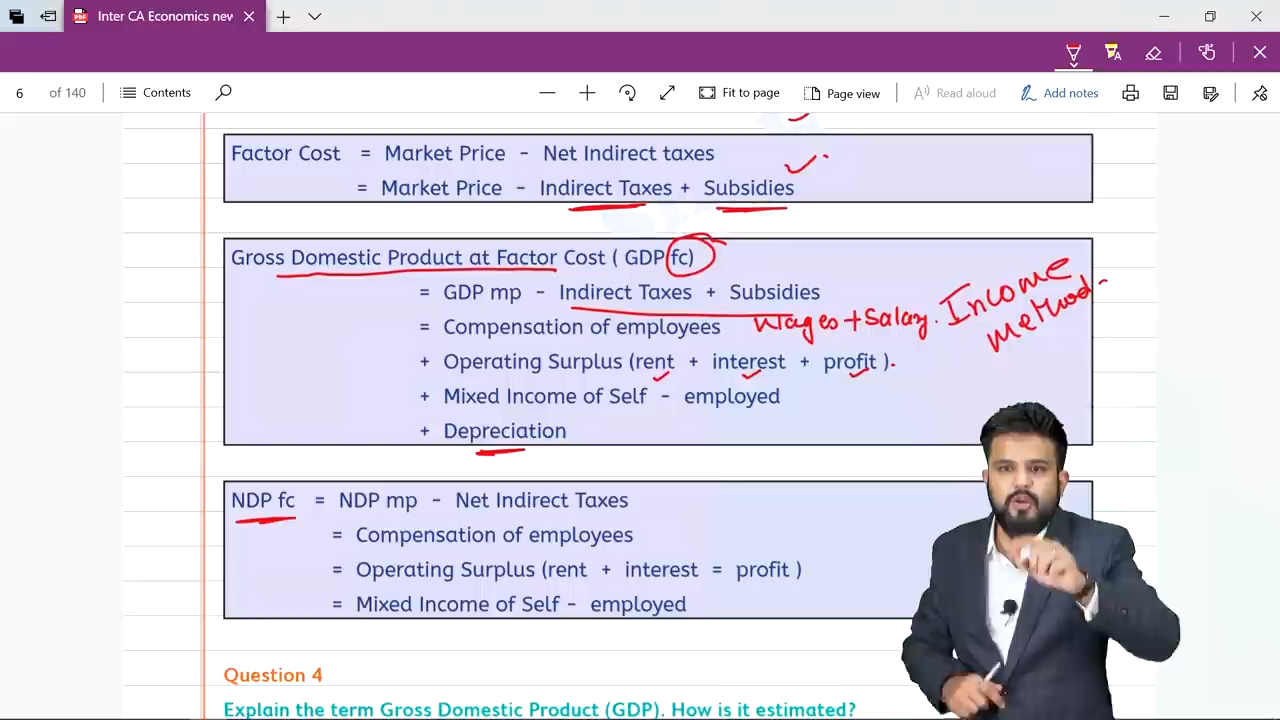 Inter CA Economics new
6 of 140 Contents Fit to page Page view Read aloud Add notes
Factor Cost = Market Price - Net Indirect taxes
= Market Price - Indirect Taxes + Subsidies
Gross Domestic Product at Factor Cost ( GDP fc)
= GDP mp - Indirect Taxes + Subsidies
= Compensation of employees Wages + Salary. Income
method
+ Operating Surplus (rent + interest + profit ).
+ Mixed Income of Self - employed
+ Depreciation
NDP fc = NDP mp - Net Indirect Taxes
= Compensation of employees
= Operating Surplus (rent + interest = profit )
= Mixed Income of Self - employed
Question 4
Explain the term Gross Domestic Product (GDP). How is it estimated?